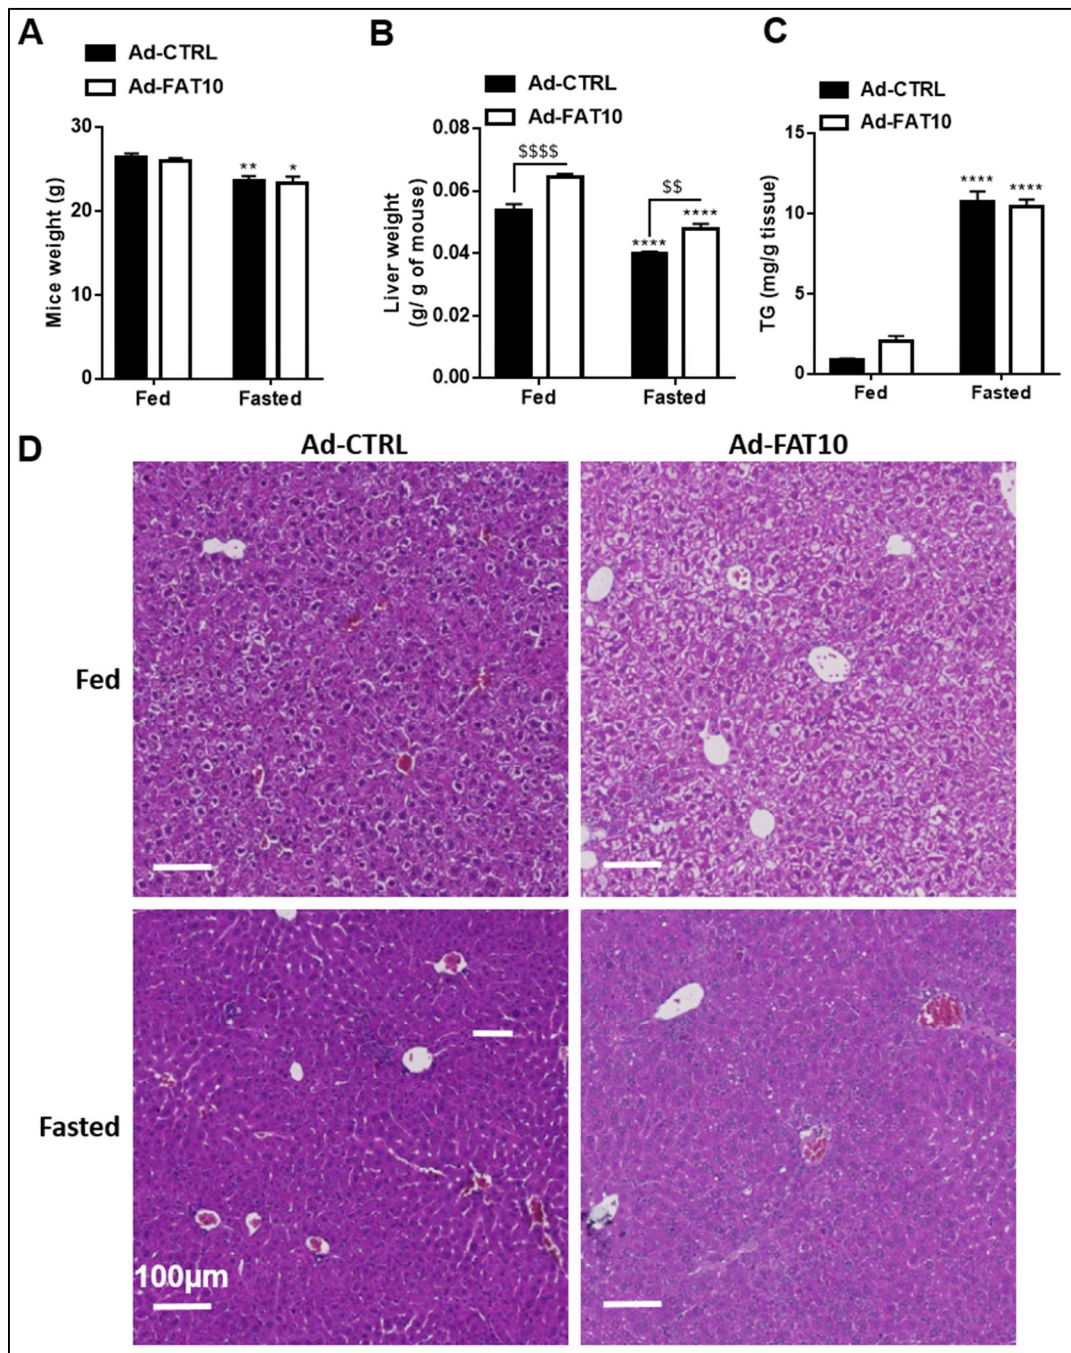 A
Ad-CTRL
Ad-FAT10
Mice weight (g)
30
20
10
0
**
*
Fed
Fasted
B
Ad-CTRL
Ad-FAT10
Liver weight
(g/ g of mouse)
0.08
0.06
0.04
0.02
0.00
$$$$
$$
****
****
Fed
Fasted
C
Ad-CTRL
Ad-FAT10
TG (mg/g tissue)
15
10
5
0
****
****
Fed
Fasted
D
Ad-CTRL
Ad-FAT10
Fed
Fasted
100µm